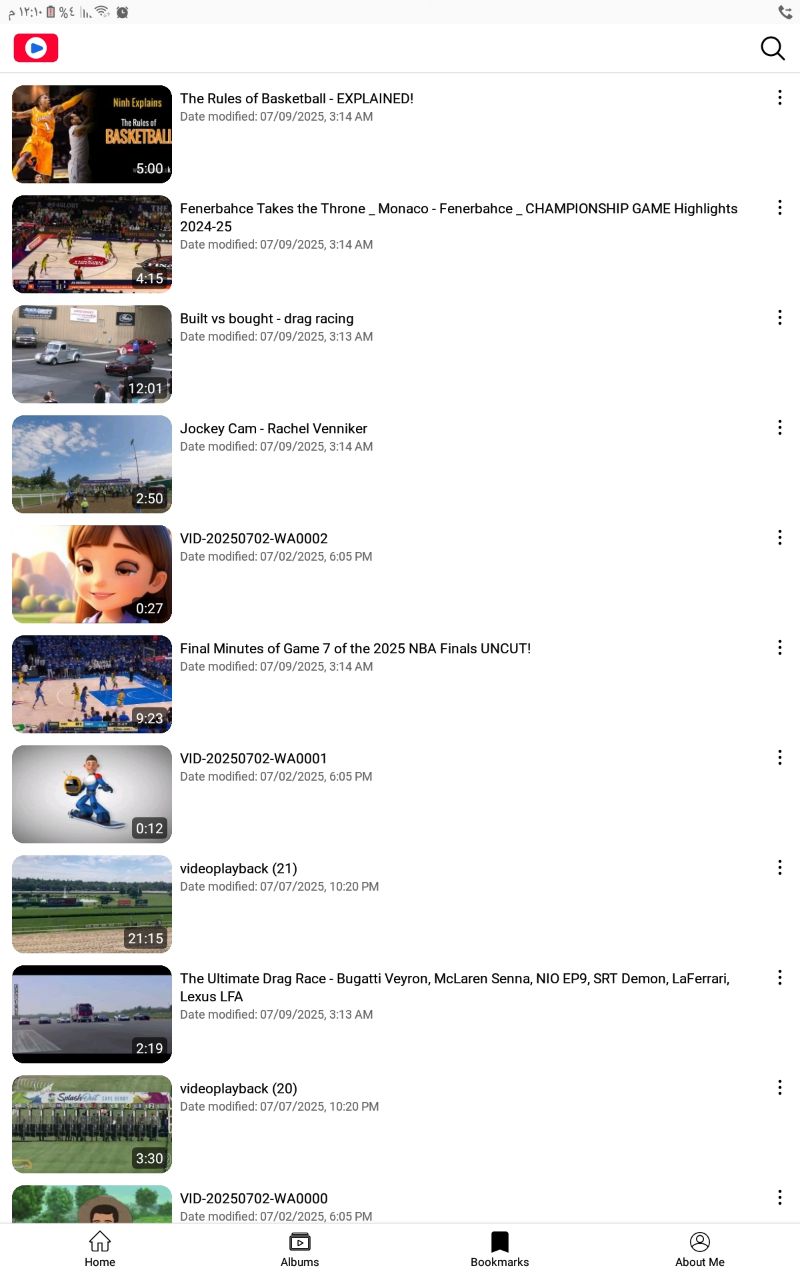 م ١٢:١٠ %٤
The Rules of Basketball - EXPLAINED!
Date modified: 07/09/2025, 3:14 AM
Ninh Explains
The Rules of
BASKETBALL
5:00
Fenerbahce Takes the Throne _ Monaco - Fenerbahce _ CHAMPIONSHIP GAME Highlights
2024-25
Date modified: 07/09/2025, 3:14 AM
4:15
Built vs bought - drag racing
Date modified: 07/09/2025, 3:13 AM
12:01
Jockey Cam - Rachel Venniker
Date modified: 07/09/2025, 3:14 AM
2:50
VID-20250702-WA0002
Date modified: 07/02/2025, 6:05 PM
0:27
Final Minutes of Game 7 of the 2025 NBA Finals UNCUT!
Date modified: 07/09/2025, 3:14 AM
9:23
VID-20250702-WA0001
Date modified: 07/02/2025, 6:05 PM
0:12
videoplayback (21)
Date modified: 07/07/2025, 10:20 PM
21:15
The Ultimate Drag Race - Bugatti Veyron, McLaren Senna, NIO EP9, SRT Demon, LaFerrari,
Lexus LFA
Date modified: 07/09/2025, 3:13 AM
2:19
videoplayback (20)
Date modified: 07/07/2025, 10:20 PM
3:30
VID-20250702-WA0000
Date modified: 07/02/2025, 6:05 PM
Home
Albums
Bookmarks
About Me